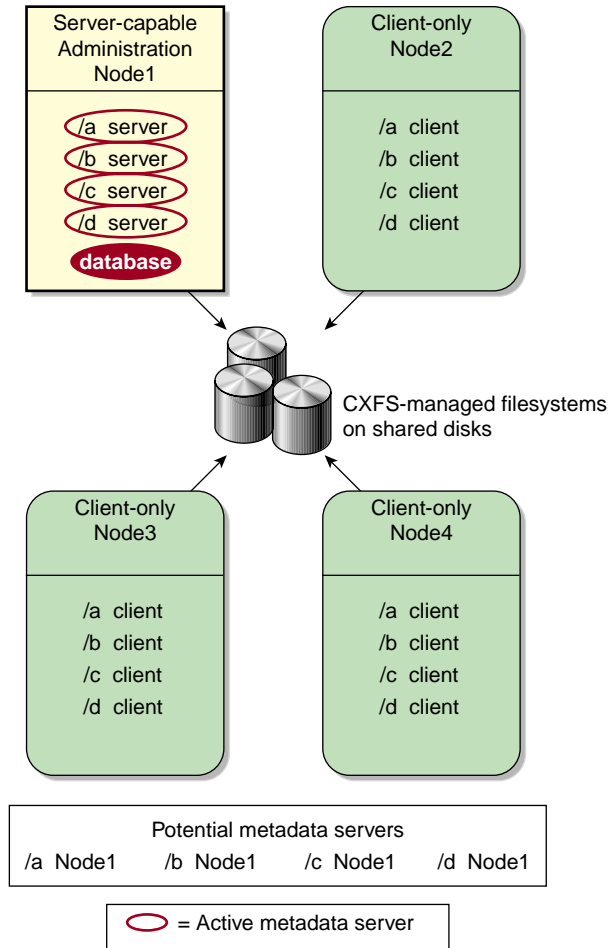 Server-capable
Administration
Node1
/a server
/b server
/c server
/d server
database
Client-only
Node2
/a client
/b client
/c client
/d client
CXFS-managed filesystems
on shared disks
Client-only
Node3
/a client
/b client
/c client
/d client
Client-only
Node4
/a client
/b client
/c client
/d client
Potential metadata servers
/a Node1 /b Node1 /c Node1 /d Node1
= Active metadata server